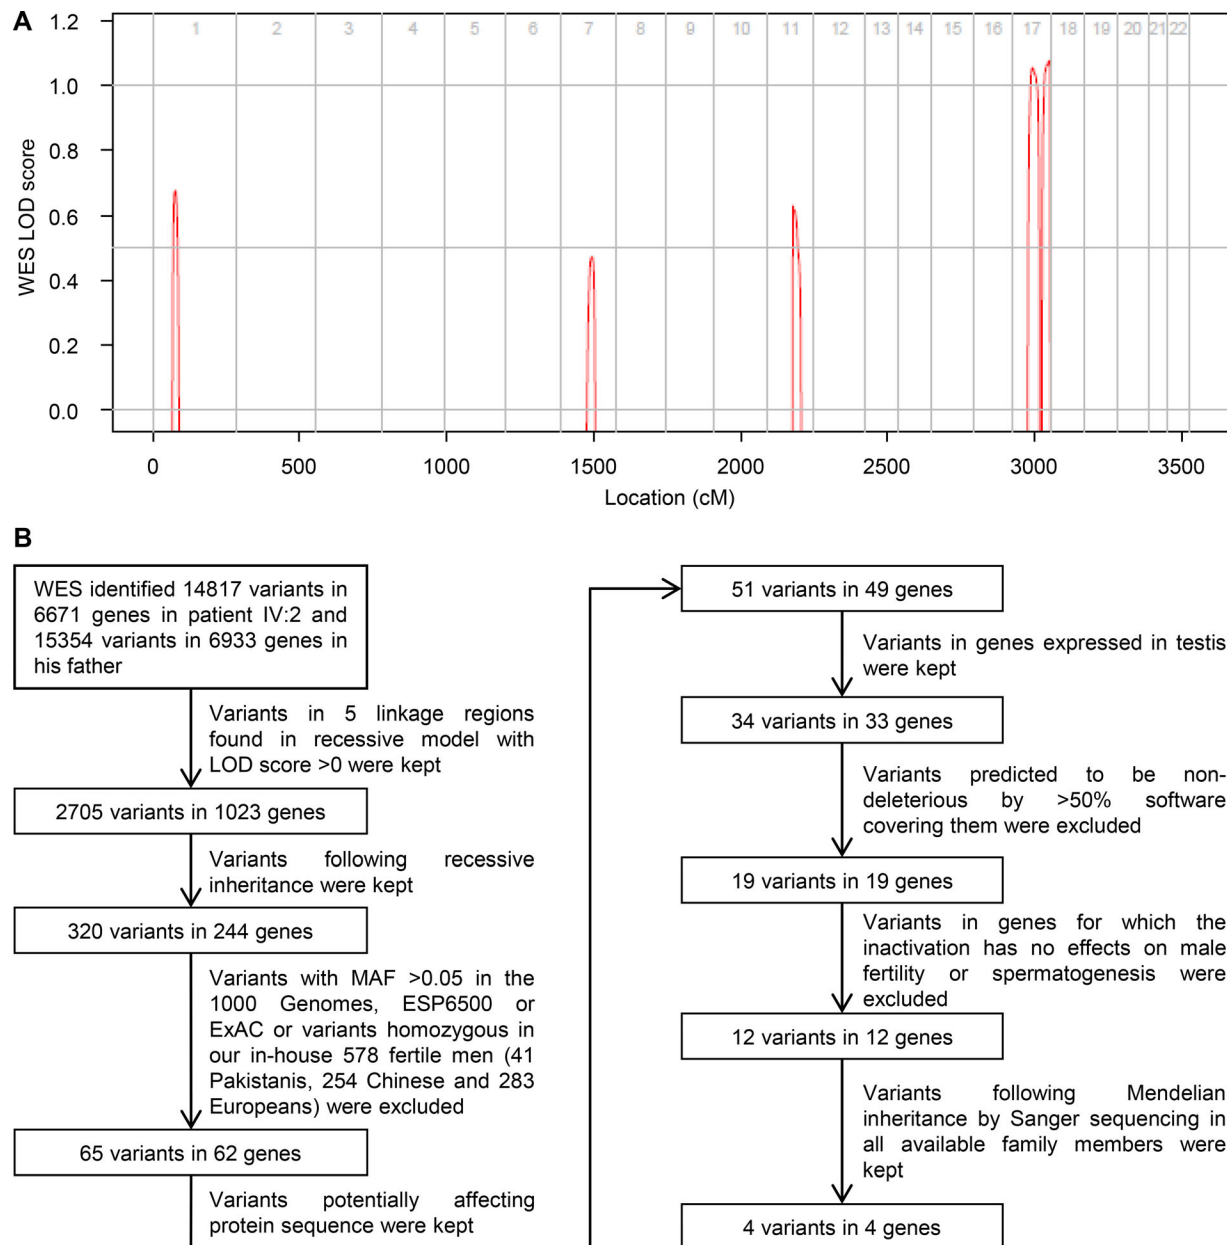 A
1.2
1.0
0.8
0.6
0.4
0.2
0.0
WES LOD score
1 2 3 4 5 6 7 8 9 10 11 12 13 14 15 16 17 18 19 20 21 22
0 500 1000 1500 2000 2500 3000 3500
Location (cM)
B
WES identified 14817 variants in
6671 genes in patient IV:2 and
15354 variants in 6933 genes in
his father
Variants in 5 linkage regions
found in recessive model with
LOD score >0 were kept
2705 variants in 1023 genes
Variants following recessive
inheritance were kept
320 variants in 244 genes
Variants with MAF >0.05 in the
1000 Genomes, ESP6500 or
ExAC or variants homozygous in
our in-house 578 fertile men (41
Pakistanis, 254 Chinese and 283
Europeans) were excluded
65 variants in 62 genes
Variants potentially affecting
protein sequence were kept
51 variants in 49 genes
Variants in genes expressed in testis
were kept
34 variants in 33 genes
Variants predicted to be non-
deleterious by >50% software
covering them were excluded
19 variants in 19 genes
Variants in genes for which the
inactivation has no effects on male
fertility or spermatogenesis were
excluded
12 variants in 12 genes
Variants following Mendelian
inheritance by Sanger sequencing in
all available family members were
kept
4 variants in 4 genes